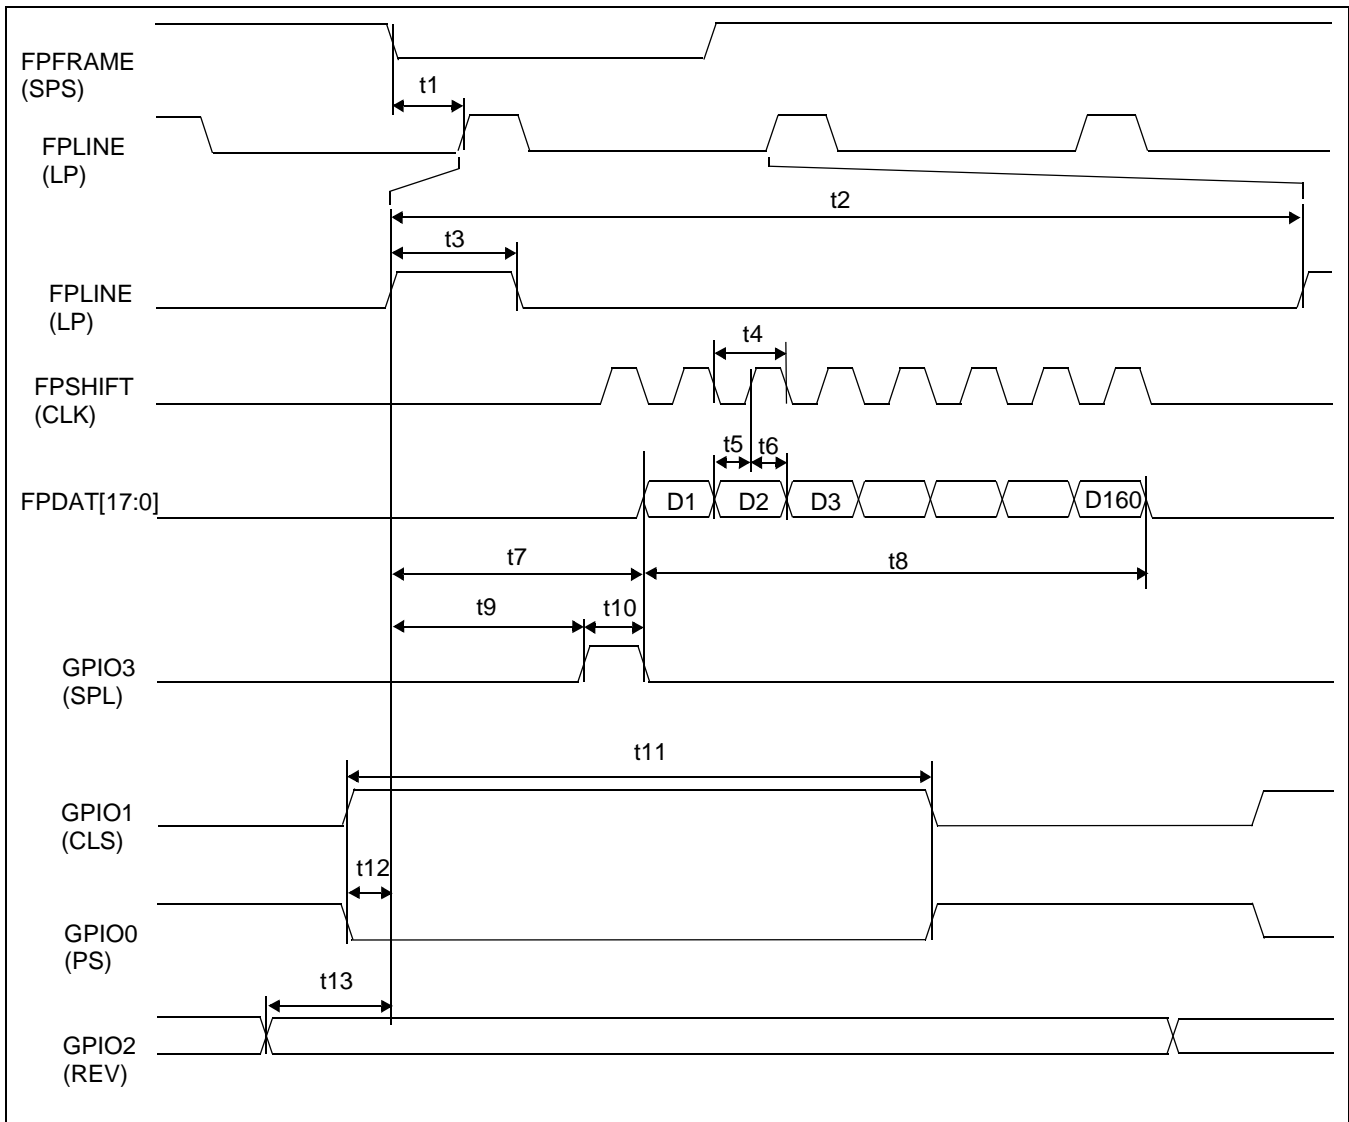 FPFRAME
(SPS)
t1
FPLINE
(LP)
t2
t3
FPLINE
(LP)
t4
FPSHIFT
(CLK)
t5 t6
FPDAT[17:0]
D1 D2 D3 D160
t7
t8
t9 t10
GPIO3
(SPL)
t11
GPIO1
(CLS)
t12
GPIO0
(PS)
t13
GPIO2
(REV)